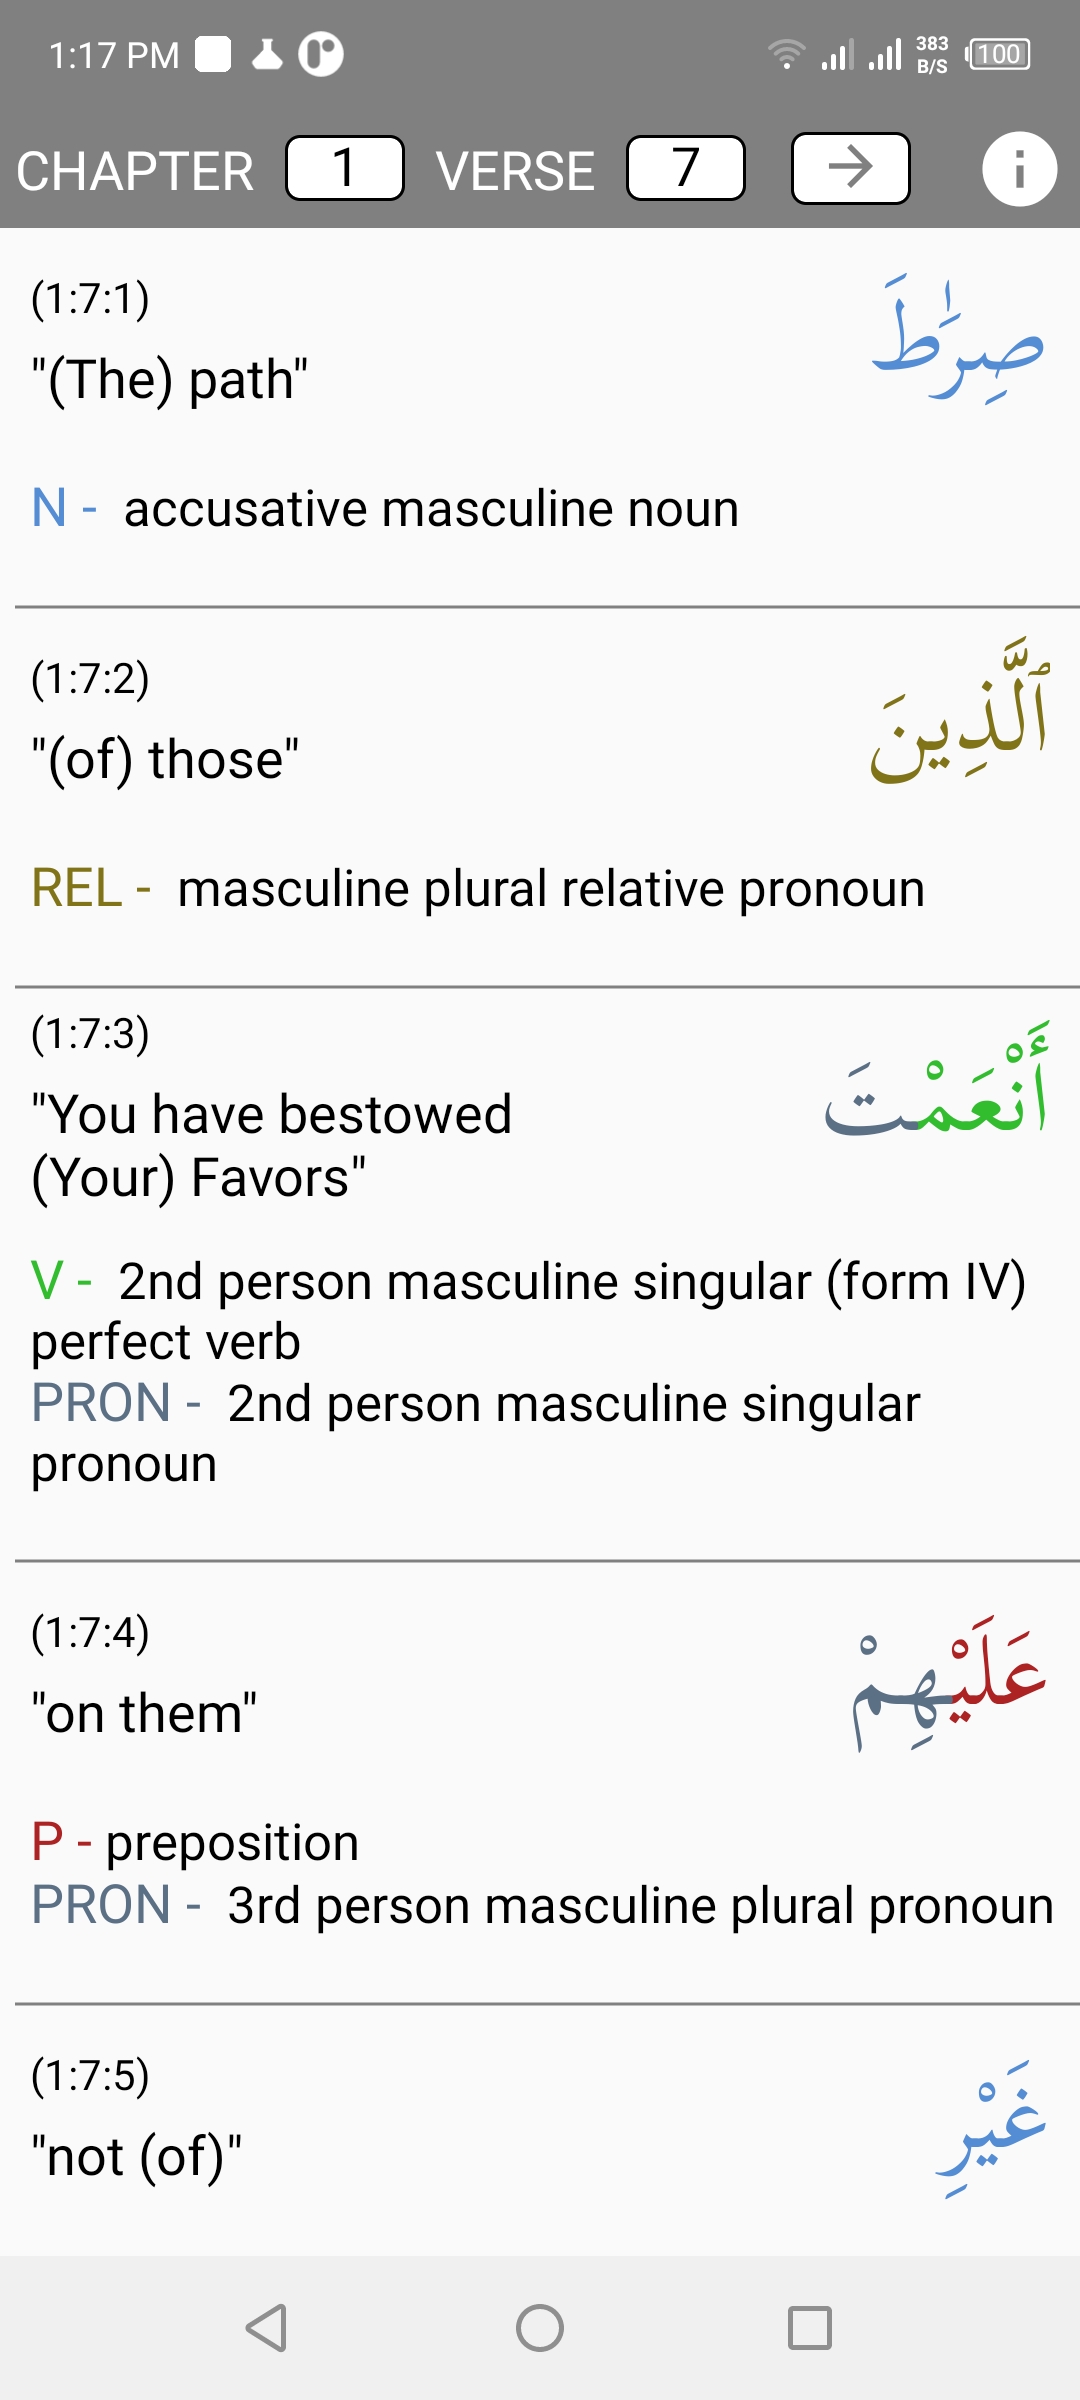 1:17 PM
383
B/S
100
CHAPTER 1 VERSE 7 → i
(1:7:1)
صِرَٰطَ
"(The) path"
N - accusative masculine noun
(1:7:2)
ٱلَّذِينَ
"(of) those"
REL - masculine plural relative pronoun
(1:7:3)
أَنْعَمْتَ
"You have bestowed
(Your) Favors"
V - 2nd person masculine singular (form IV)
perfect verb
PRON - 2nd person masculine singular
pronoun
(1:7:4)
عَلَيْهِمْ
"on them"
P - preposition
PRON - 3rd person masculine plural pronoun
(1:7:5)
غَيْرِ
"not (of)"